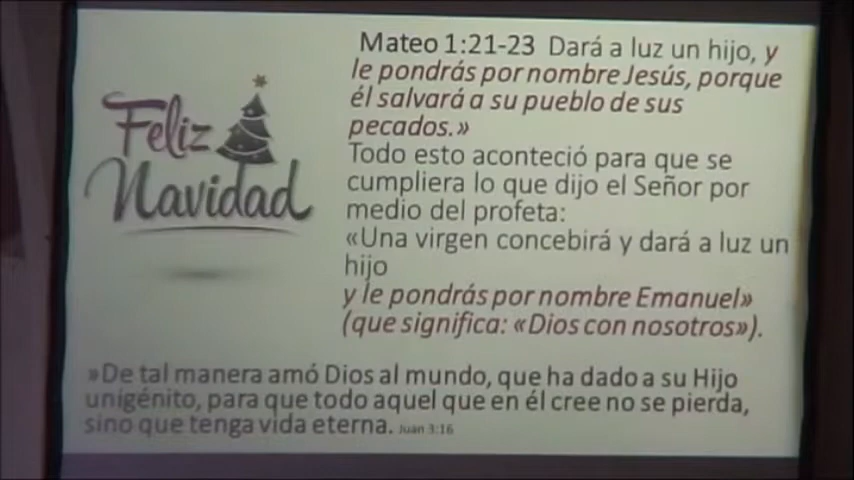 Feliz
Navidad
Mateo 1:21-23 Dará a luz un hijo, y
le pondrás por nombre Jesús, porque
él salvará a su pueblo de sus
pecados.»
Todo esto aconteció para que se
cumpliera lo que dijo el Señor por
medio del profeta:
«Una virgen concebirá y dará a luz un
hijo
y le pondrás por nombre Emanuel»
(que significa: «Dios con nosotros»).
»De tal manera amó Dios al mundo, que ha dado a su Hijo
unigénito, para que todo aquel que en él cree no se pierda,
sino que tenga vida eterna. Juan 3:16